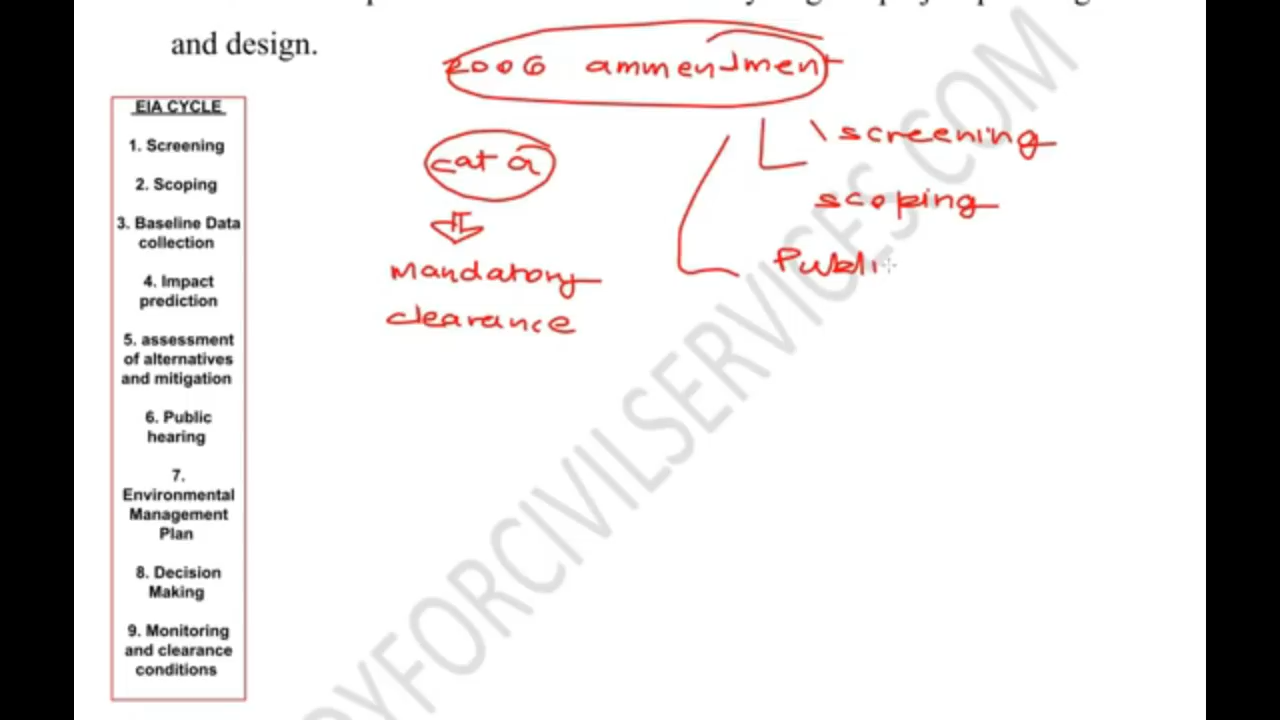 and design.
2006 ammendment
EIA CYCLE
1. Screening
2. Scoping
3. Baseline Data
collection
4. Impact
prediction
5. assessment
of alternatives
and mitigation
6. Public
hearing
7.
Environmental
Management
Plan
8. Decision
Making
9. Monitoring
and clearance
conditions
cat a
Mandatory
clearance
screening
scoping
Publi
YFORCIVILSERVICES.COM